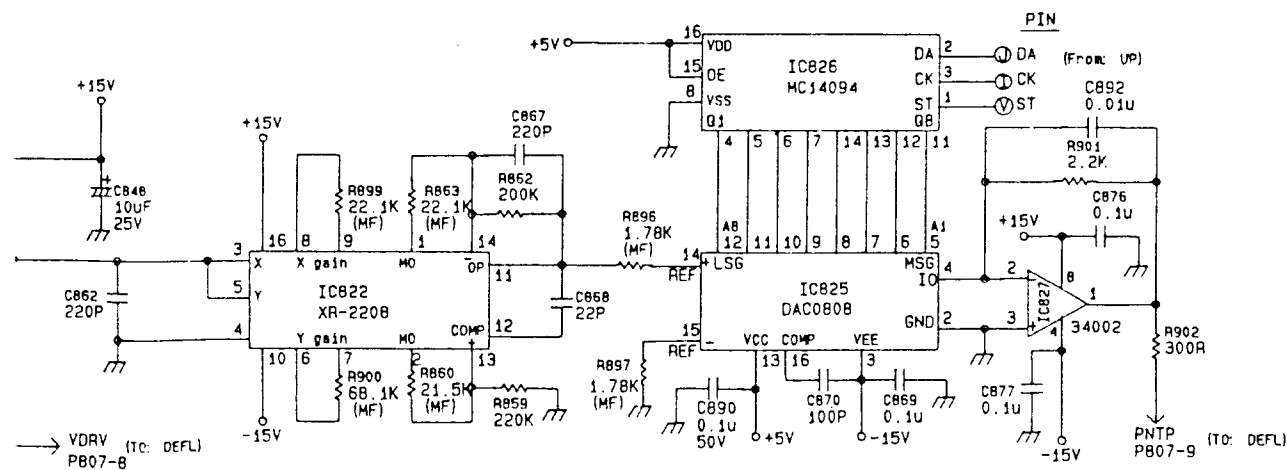 PIN
+5V
16
VDD
15
OE
8
VSS
IC826
MC14094
DA
2
J
DA
(From: UP)
CK
3
I
CK
ST
1
V
ST
Q1
Q8
4
5
6
7
14
13
12
11
C892
0.01u
R901
2.2K
C876
0.1u
+15V
+15V
+15V
C848
10uF
25V
C867
220P
R862
200K
R899
22.1K
(MF)
R863
22.1K
(MF)
R896
1.78K
(MF)
A8
A1
12
11
10
9
8
7
6
5
3
16
8
9
1
14
X
X gain
MO
OP
11
5
Y
IC822
XR-2208
COMP
12
4
Y gain
MO
+
10
6
7
2
13
C862
220P
C868
22P
14
+
REF
LSG
MSG
IO
4
IC825
DAC0808
15
-
REF
GND
2
VCC
COMP
VEE
13
16
3
2
-
3
+
IC827
8
1
4
34002
R900
68.1K
(MF)
R860
21.5K
(MF)
R859
220K
R897
1.78K
(MF)
C890
0.1u
50V
C870
100P
C869
0.1u
C877
0.1u
R902
300R
-15V
+5V
-15V
-15V
VDRV
(TO: DEFL)
P807-8
PNTP
P807-9
(TO: DEFL)